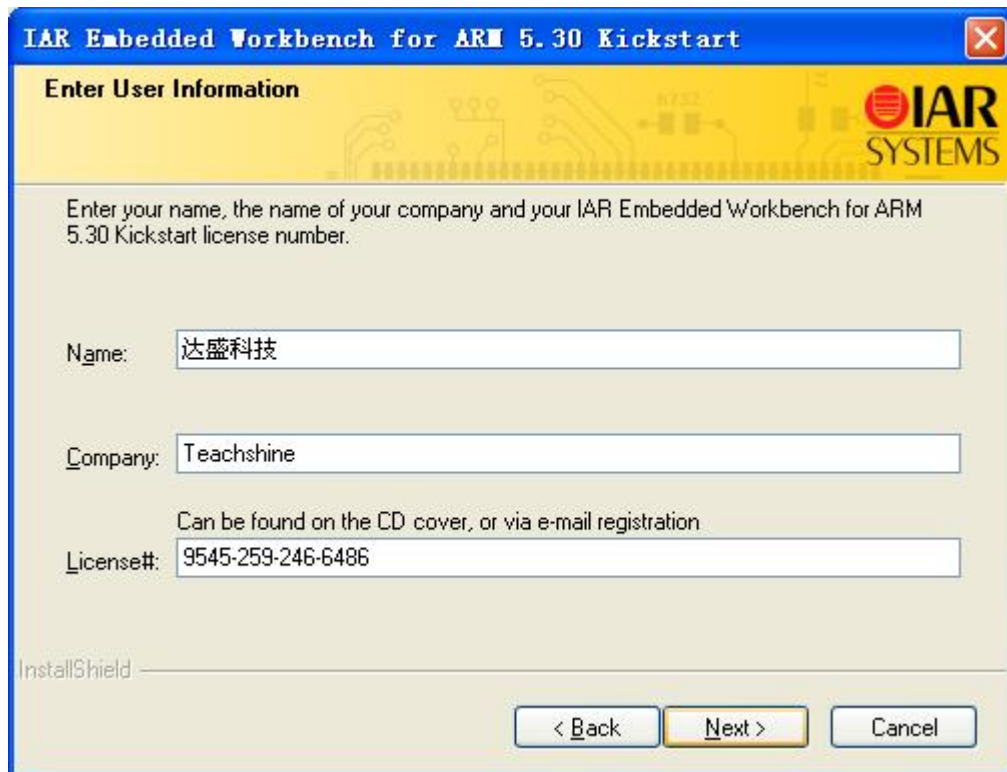 IAR Embedded Workbench for ARM 5.30 Kickstart
Enter User Information
IAR
SYSTEMS
Enter your name, the name of your company and your IAR Embedded Workbench for ARM
5.30 Kickstart license number.
Name: 达盛科技
Company: Teachshine
Can be found on the CD cover, or via e-mail registration
License#: 9545-259-246-6486
InstallShield
< Back Next > Cancel